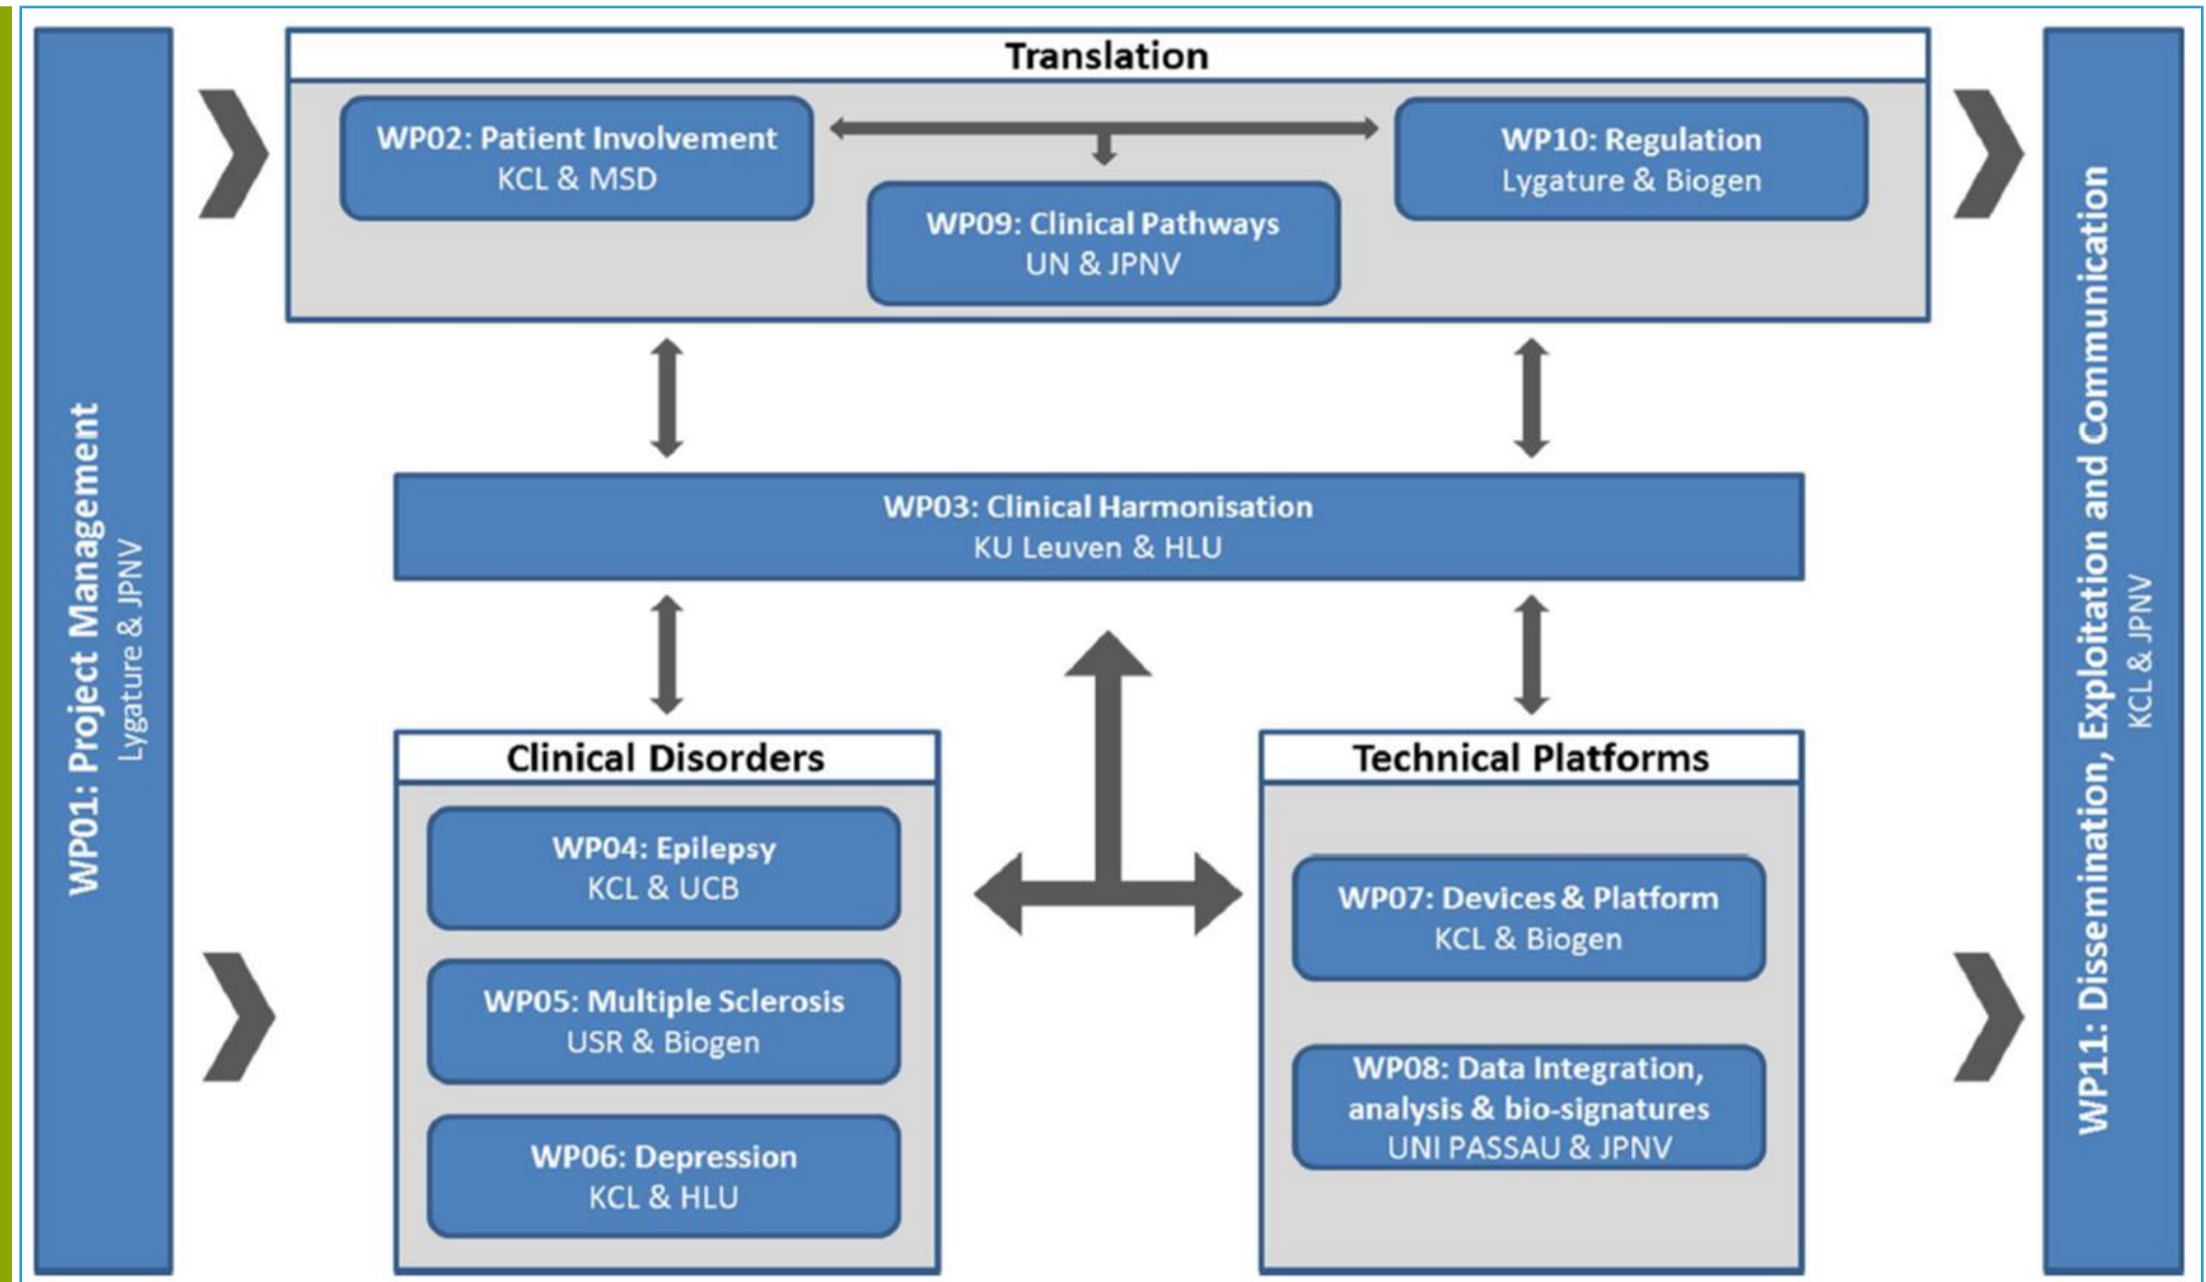 WP01: Project Management
Lygature & JPNV
Translation
WP02: Patient Involvement
KCL & MSD
WP10: Regulation
Lygature & Biogen
WP09: Clinical Pathways
UN & JPNV
WP03: Clinical Harmonisation
KU Leuven & HLU
Clinical Disorders
WP04: Epilepsy
KCL & UCB
WP05: Multiple Sclerosis
USR & Biogen
WP06: Depression
KCL & HLU
Technical Platforms
WP07: Devices & Platform
KCL & Biogen
WP08: Data Integration,
analysis & bio-signatures
UNI PASSAU & JPNV
WP11: Dissemination, Exploitation and Communication
KCL & JPNV